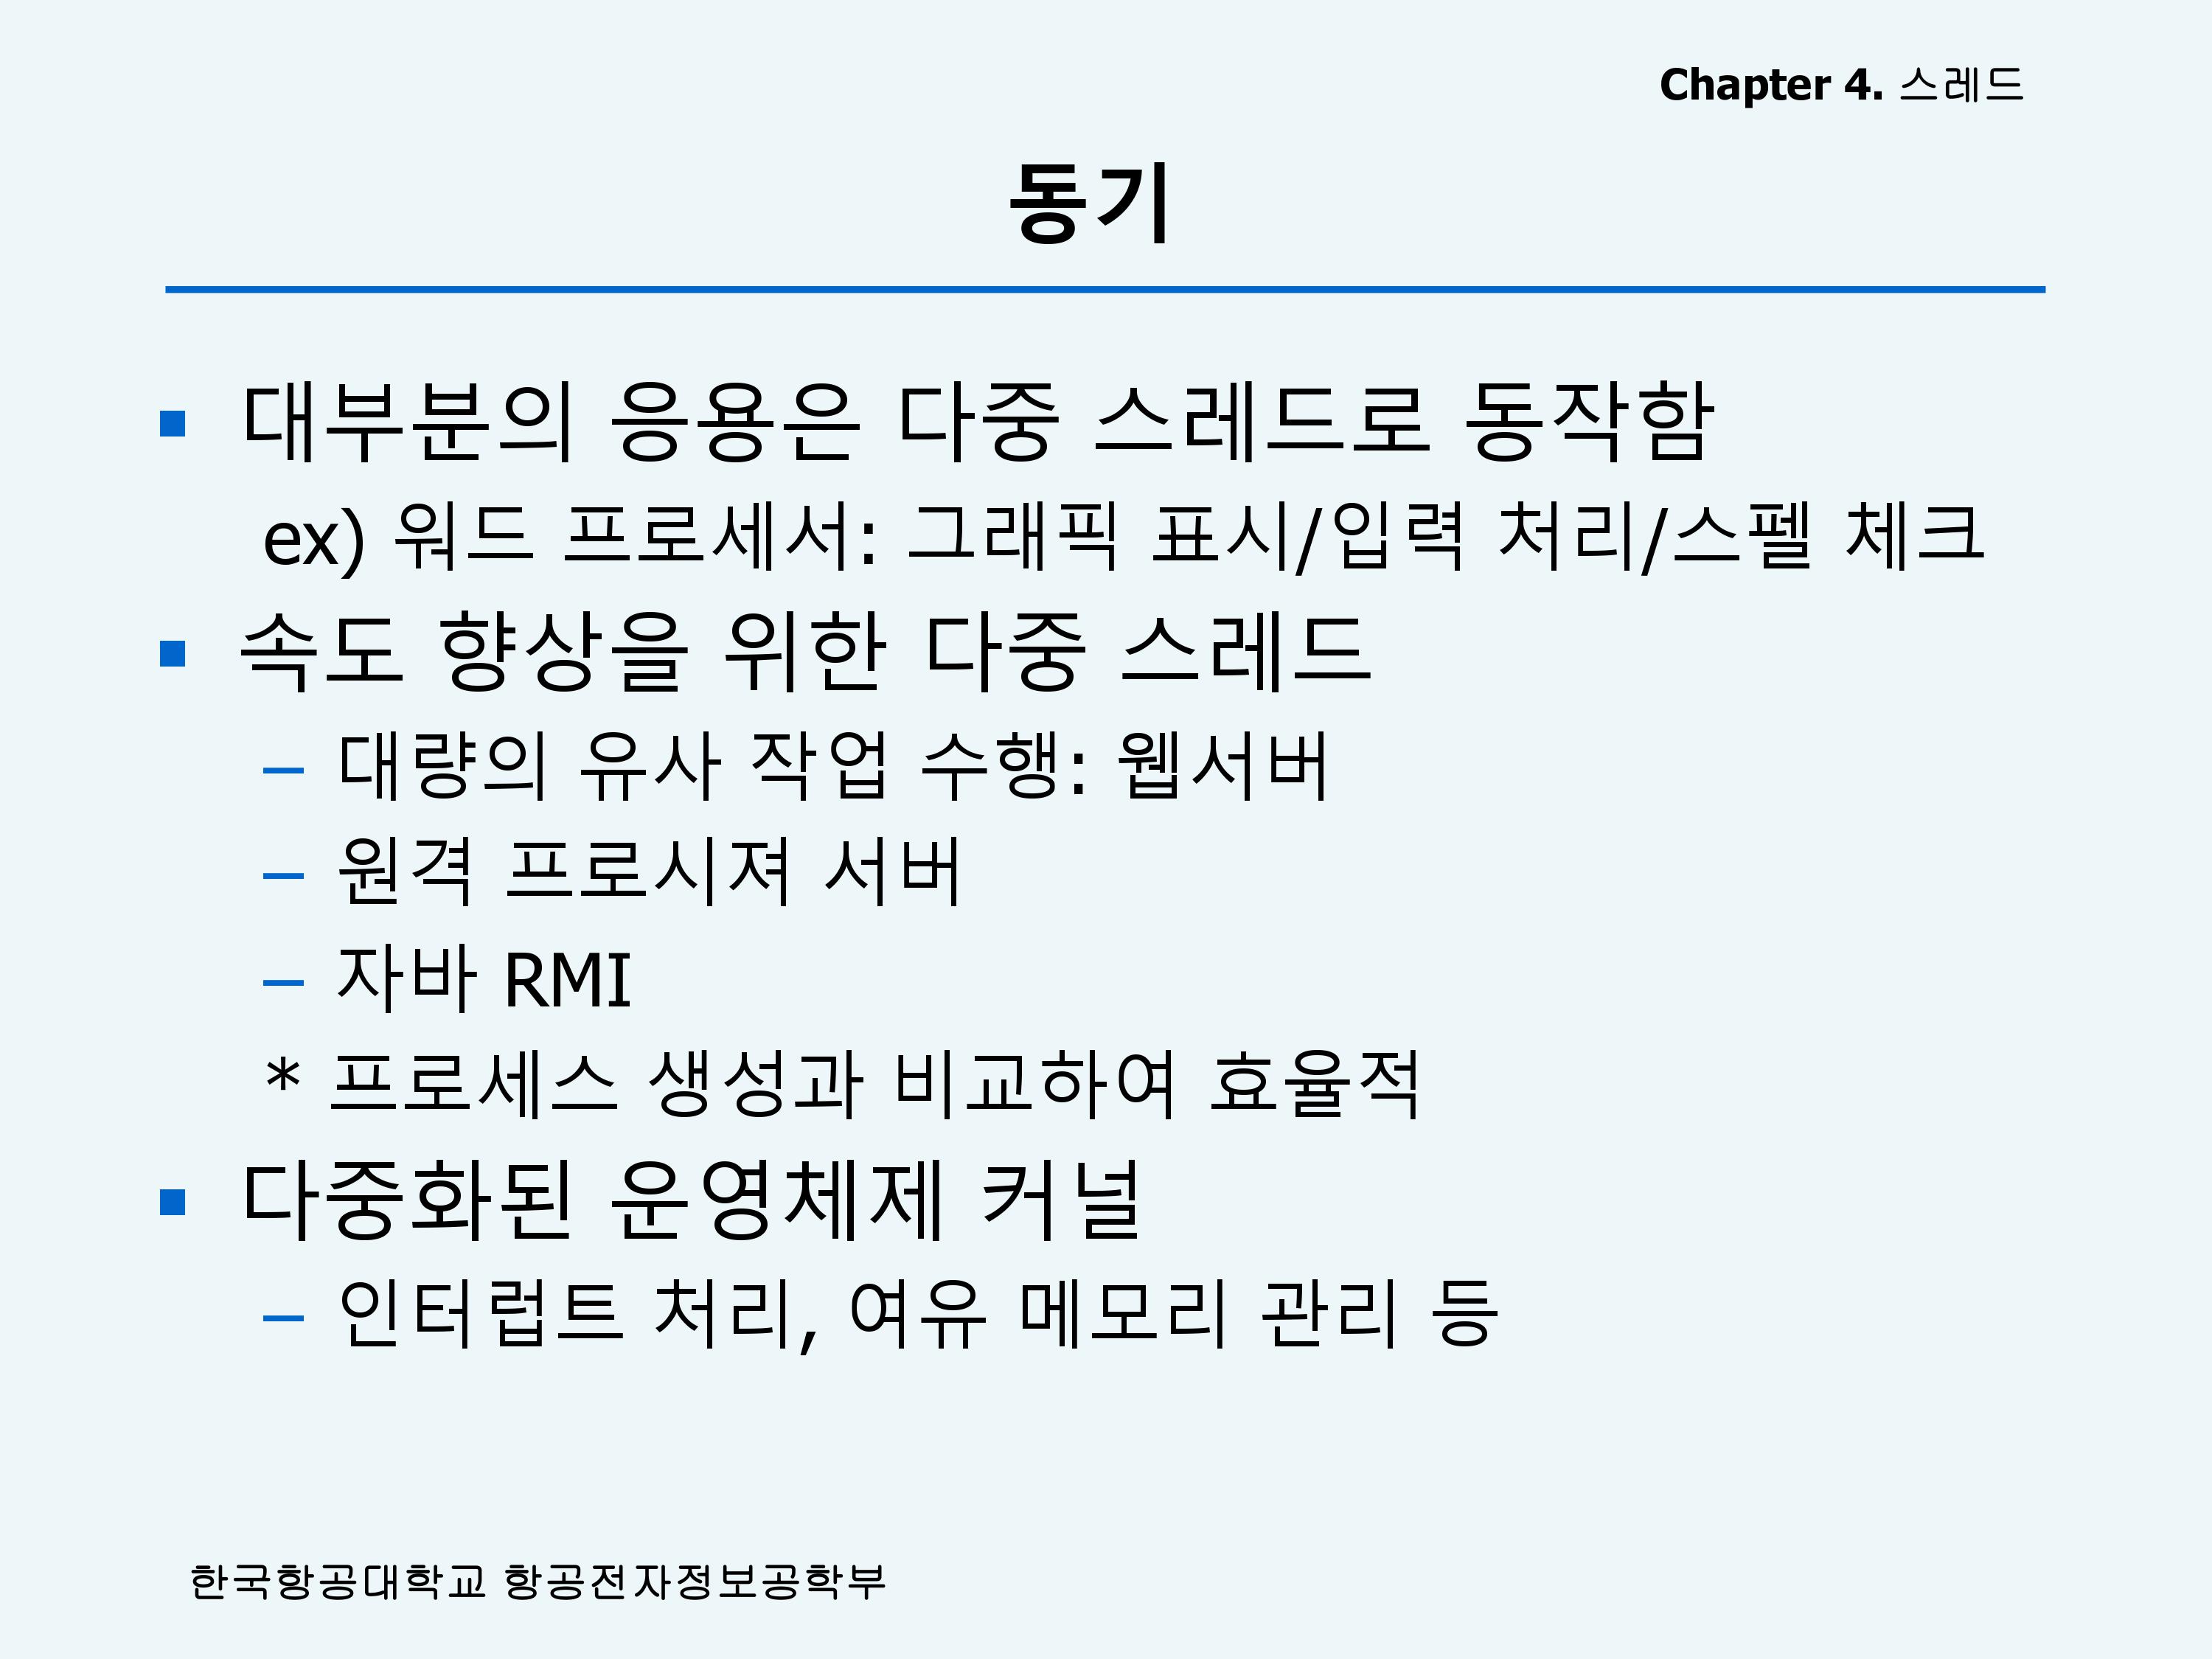 Chapter 4. 스레드
동기
▪ 대부분의 응용은 다중 스레드로 동작함
ex) 워드 프로세서: 그래픽 표시/입력 처리/스펠 체크
▪ 속도 향상을 위한 다중 스레드
– 대량의 유사 작업 수행: 웹서버
– 원격 프로시져 서버
– 자바 RMI
* 프로세스 생성과 비교하여 효율적
▪ 다중화된 운영체제 커널
– 인터럽트 처리, 여유 메모리 관리 등
한국항공대학교 항공전자정보공학부